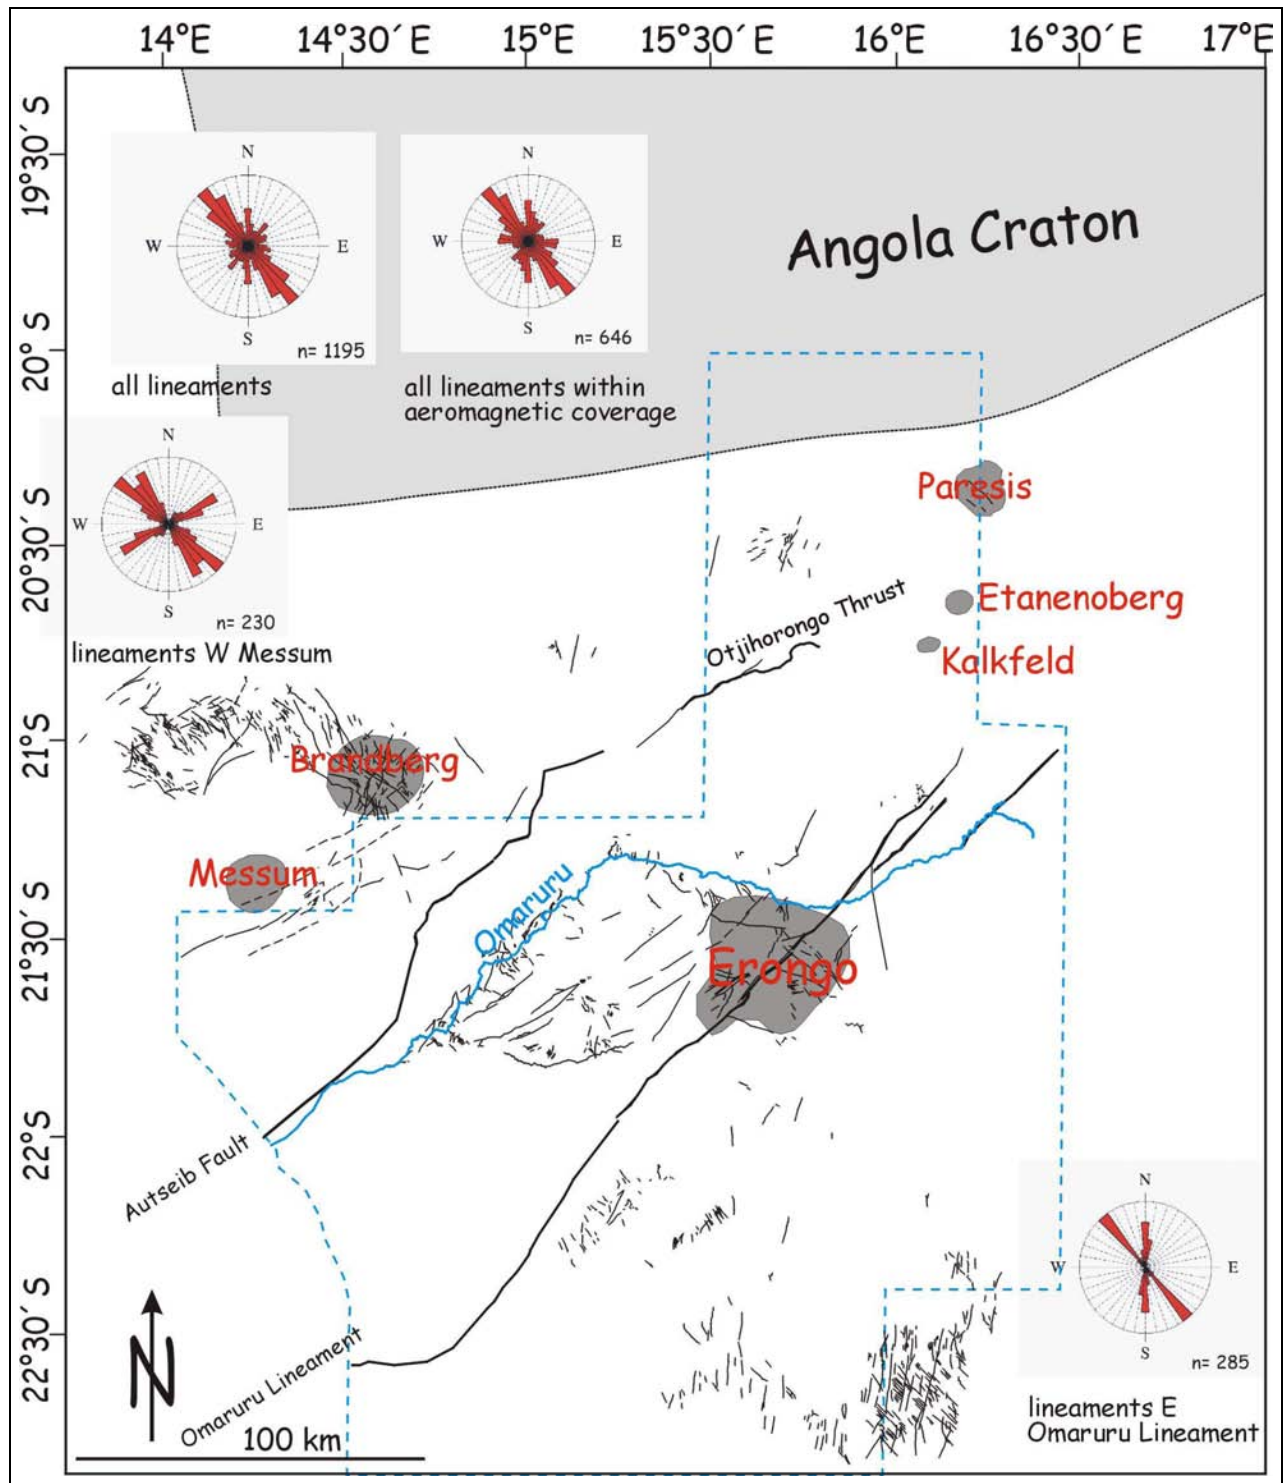 14°E 14°30´E 15°E 15°30´E 16°E 16°30´E 17°E
19°30´S
20°S
20°30´S
21°S
21°30´S
22°S
22°30´S
N
W
E
S
n= 1195
all lineaments
N
W
E
S
n= 646
all lineaments within
aeromagnetic coverage
Angola Craton
N
W
E
S
n= 230
lineaments W Messum
Paresis
Etanenoberg
Kalkfeld
Otjihorongo Thrust
Brandberg
Messum
Omaruru
Erongo
Autseib Fault
Omaruru Lineament
N
100 km
N
W
E
S
n= 285
lineaments E
Omaruru Lineament